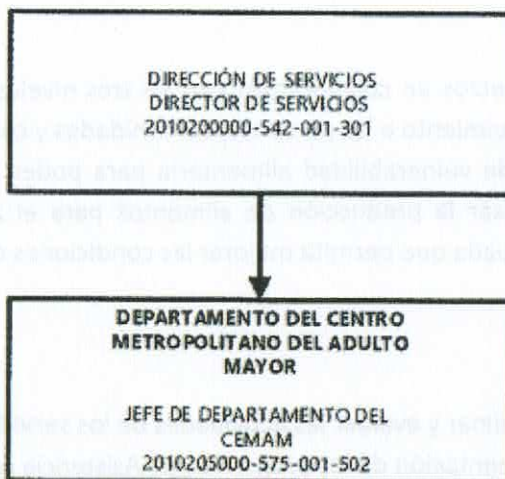 DIRECCIÓN DE SERVICIOS
DIRECTOR DE SERVICIOS
2010200000-542-001-301
DEPARTAMENTO DEL CENTRO
METROPOLITANO DEL ADULTO
MAYOR
JEFE DE DEPARTAMENTO DEL
CEMAM
2010205000-575-001-502